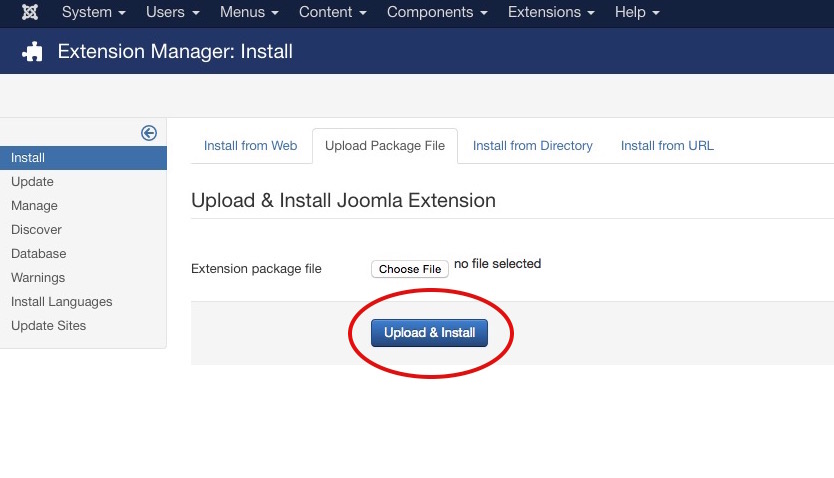 System Users Menus Content Components Extensions Help
Extension Manager: Install
Install from Web Upload Package File Install from Directory Install from URL
Install
Update
Manage
Discover
Database
Warnings
Install Languages
Update Sites
Upload & Install Joomla Extension
Extension package file Choose File no file selected
Upload & Install